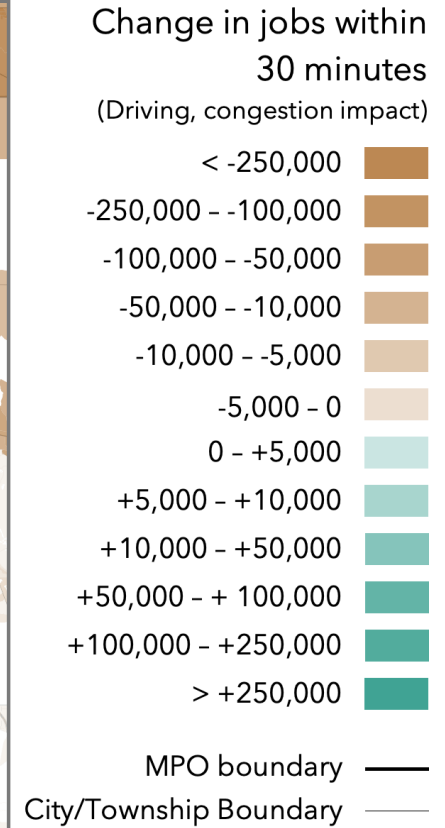 Change in jobs within
30 minutes
(Driving, congestion impact)
< -250,000
-250,000 – -100,000
-100,000 – -50,000
-50,000 – -10,000
-10,000 – -5,000
-5,000 – 0
0 – +5,000
+5,000 – +10,000
+10,000 – +50,000
+50,000 – + 100,000
+100,000 – +250,000
> +250,000
MPO boundary
City/Township Boundary